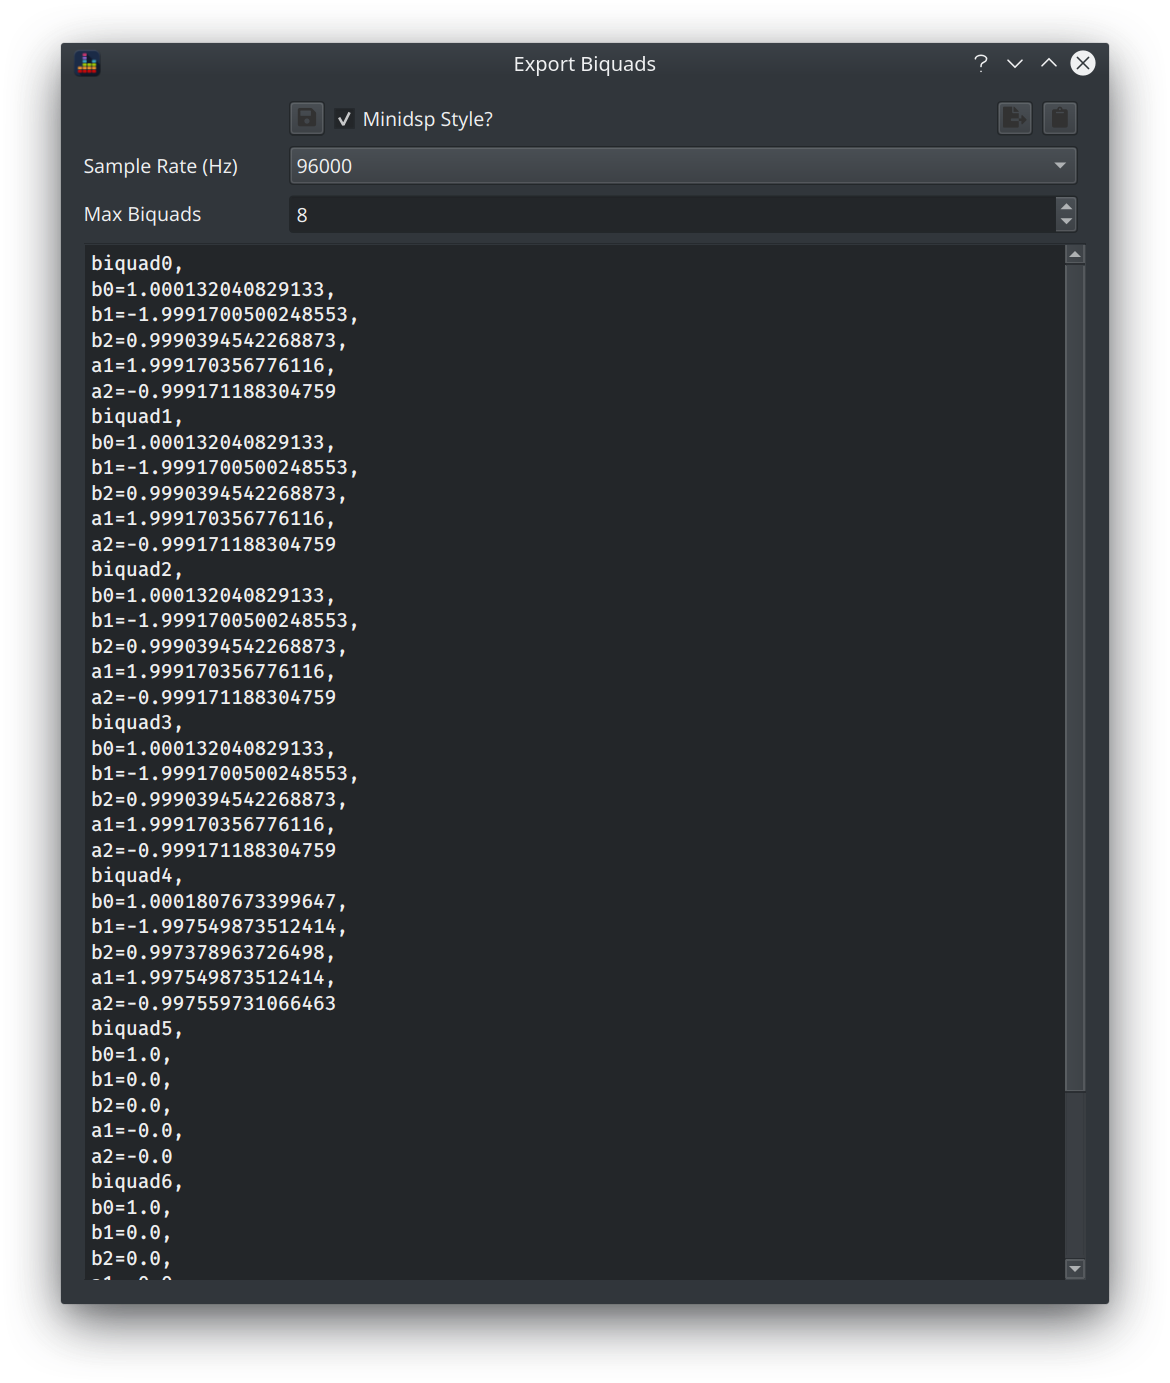 Export Biquads
Minidsp Style?
Sample Rate (Hz)
96000
Max Biquads
8
biquad0,
b0=1.000132040829133,
b1=-1.9991700500248553,
b2=0.9990394542268873,
a1=1.999170356776116,
a2=-0.999171188304759
biquad1,
b0=1.000132040829133,
b1=-1.9991700500248553,
b2=0.9990394542268873,
a1=1.999170356776116,
a2=-0.999171188304759
biquad2,
b0=1.000132040829133,
b1=-1.9991700500248553,
b2=0.9990394542268873,
a1=1.999170356776116,
a2=-0.999171188304759
biquad3,
b0=1.000132040829133,
b1=-1.9991700500248553,
b2=0.9990394542268873,
a1=1.999170356776116,
a2=-0.999171188304759
biquad4,
b0=1.0001807673399647,
b1=-1.997549873512414,
b2=0.997378963726498,
a1=1.997549873512414,
a2=-0.997559731066463
biquad5,
b0=1.0,
b1=0.0,
b2=0.0,
a1=-0.0,
a2=-0.0
biquad6,
b0=1.0,
b1=0.0,
b2=0.0,